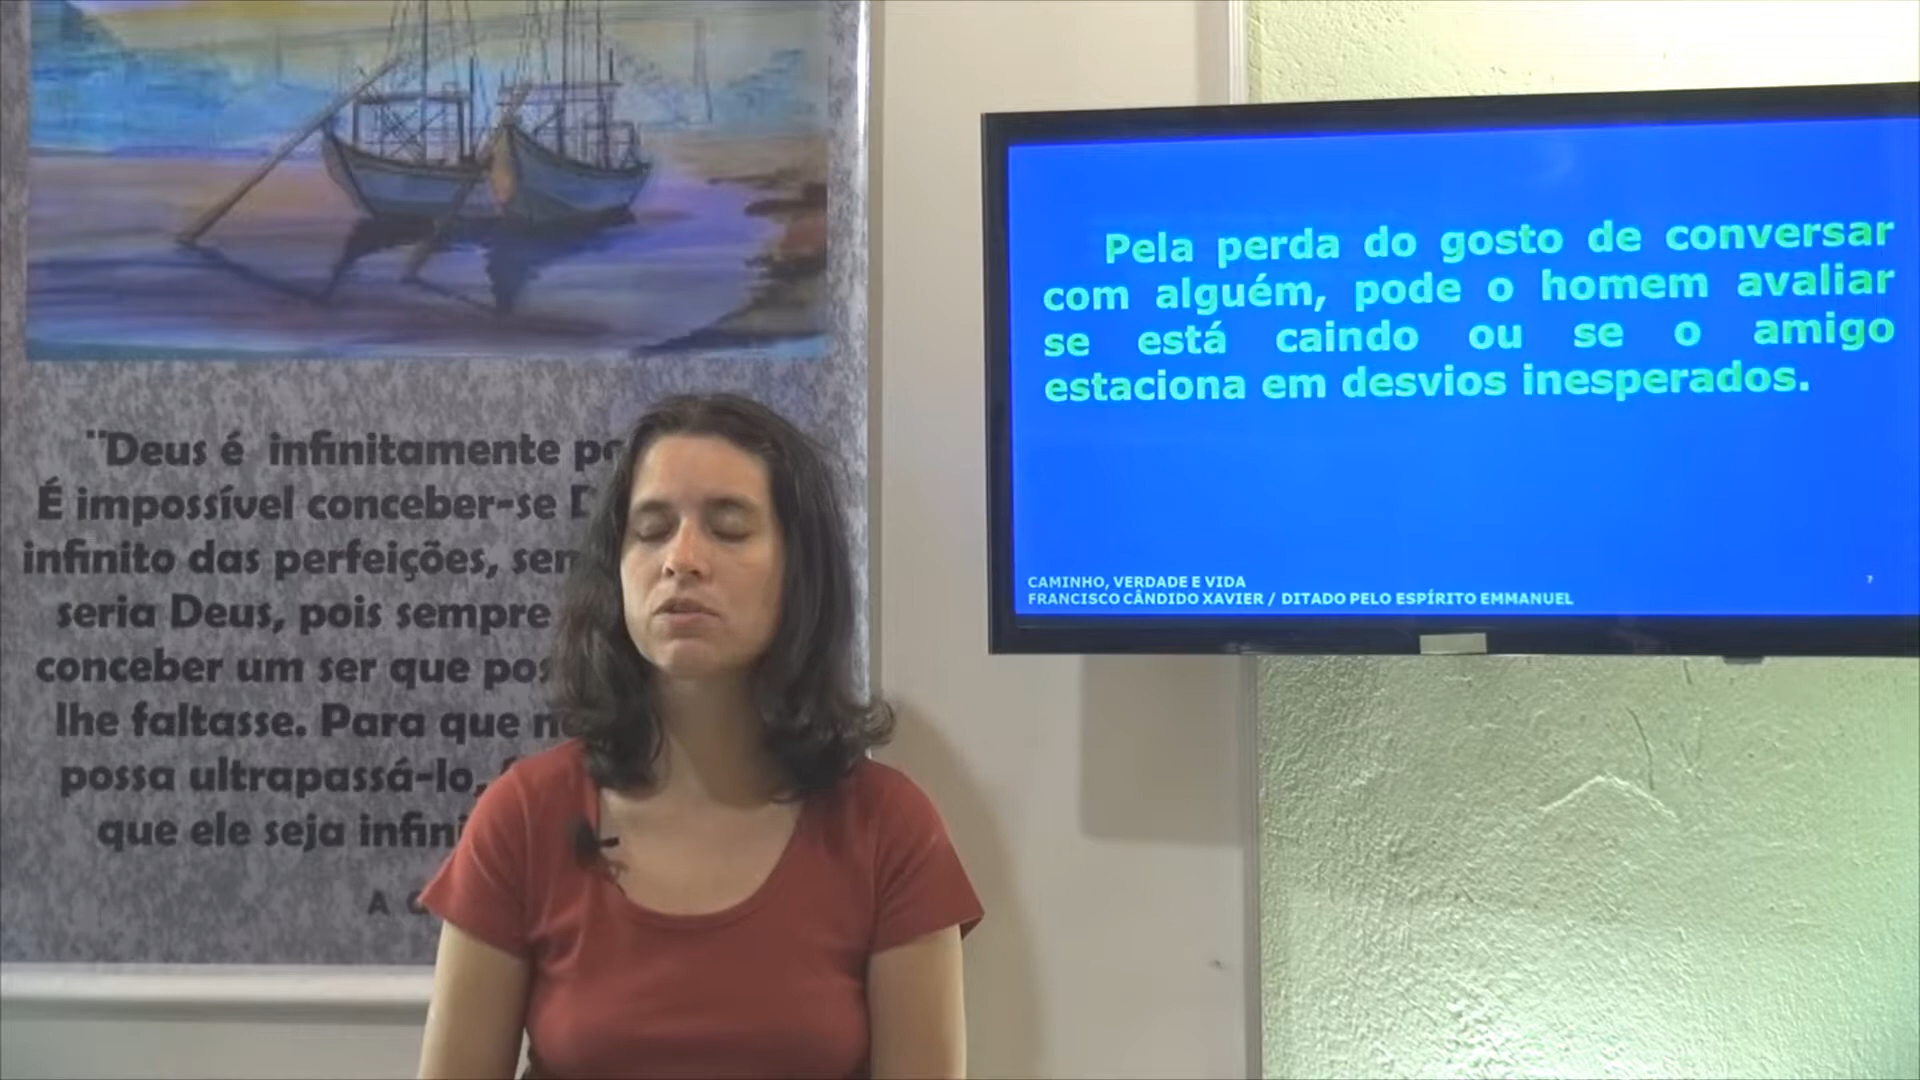 ¨Deus é infinitamente
É impossível conceber-se
infinito das perfeições,
seria Deus, pois sempre
conceber um ser que
lhe faltasse. Para que
possa ultrapassá-lo,
que ele seja
A
Pela perda do gosto de conversar
com alguém, pode o homem avaliar
se está caindo ou se o amigo
estaciona em desvios inesperados.
CAMINHO, VERDADE E VIDA
FRANCISCO CÂNDIDO XAVIER / DITADO PELO ESPÍRITO EMMANUEL